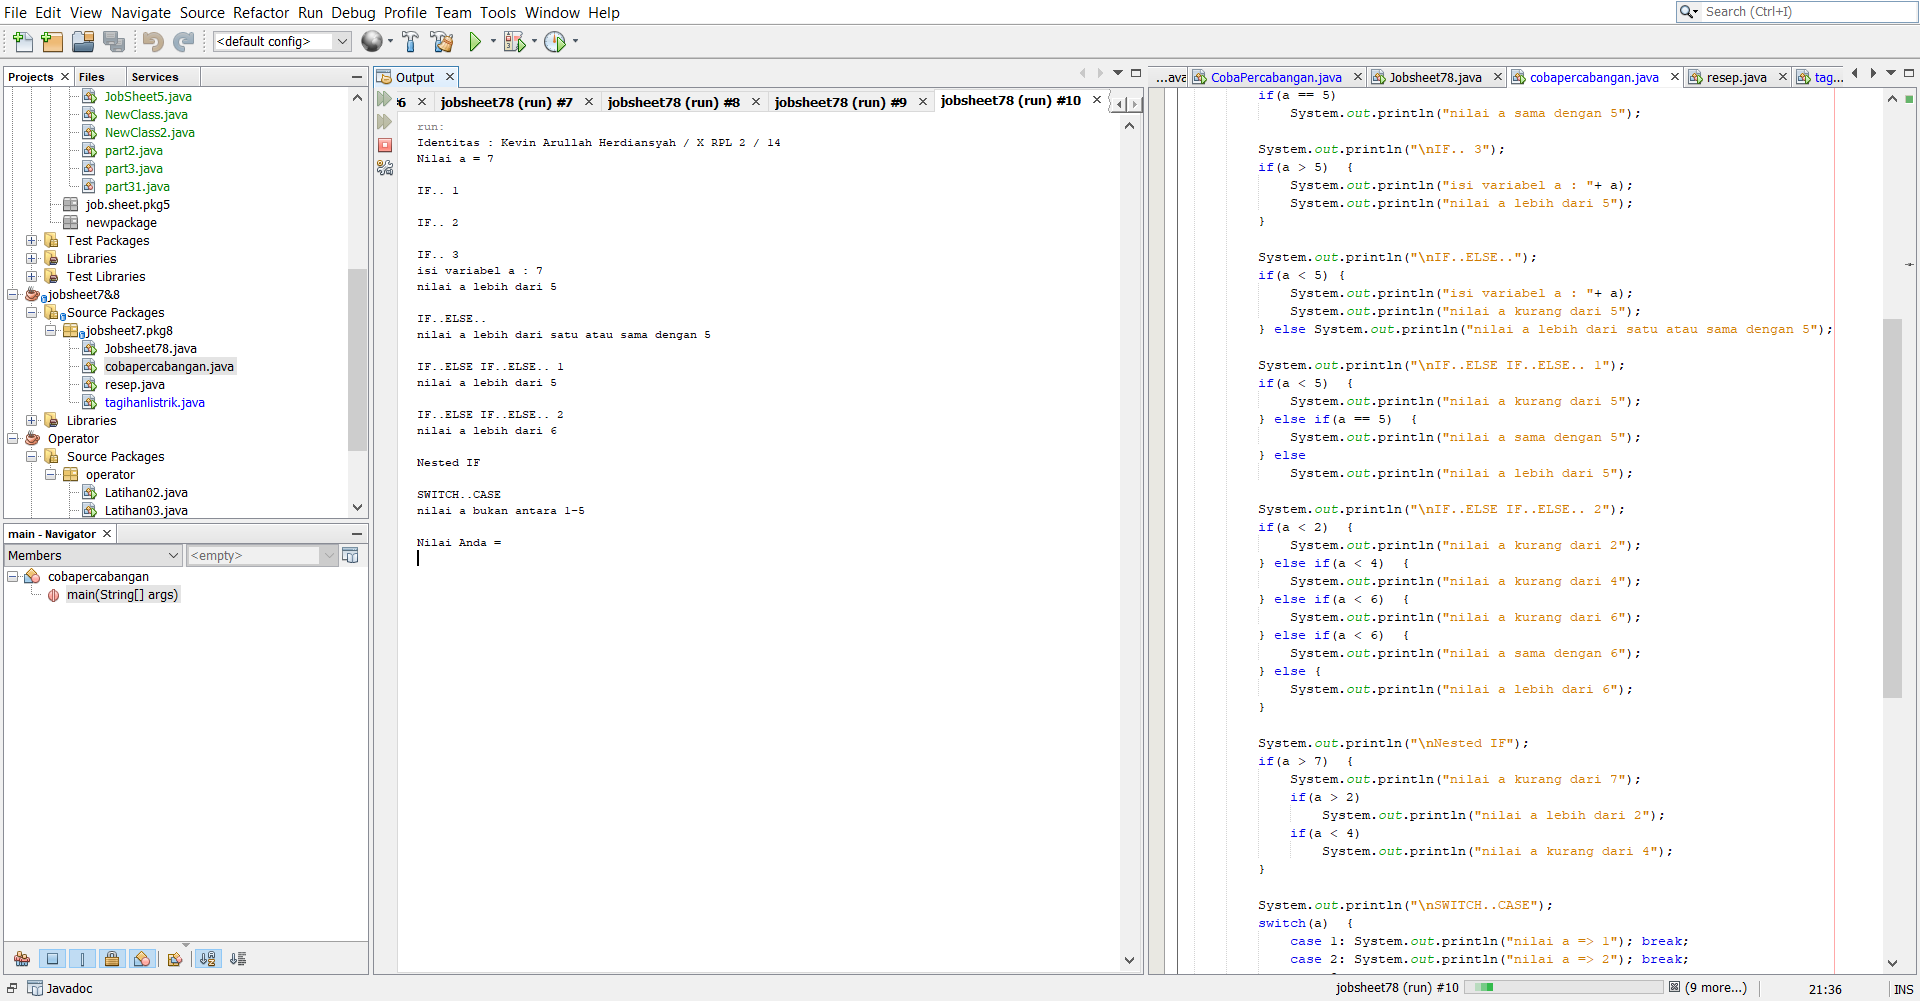 File Edit View Navigate Source Refactor Run Debug Profile Team Tools Window Help
Search (Ctrl+I)
<default config>
Projects Files Services
JobSheet5.java
NewClass.java
NewClass2.java
part2.java
part3.java
part31.java
job.sheet.pkg5
newpackage
Test Packages
Libraries
Test Libraries
jobsheet7&8
Source Packages
jobsheet7.pkg8
Jobsheet78.java
cobapercabangan.java
resep.java
tagihanlistrik.java
Libraries
Operator
Source Packages
operator
Latihan02.java
Latihan03.java
main - Navigator
Members <empty>
cobapercabangan
main(String[] args)
Output
#6 jobsheet78 (run) #7 jobsheet78 (run) #8 jobsheet78 (run) #9 jobsheet78 (run) #10
run:
Identitas : Kevin Arullah Herdiansyah / X RPL 2 / 14
Nilai a = 7
IF.. 1
IF.. 2
IF.. 3
isi variabel a : 7
nilai a lebih dari 5
IF..ELSE..
nilai a lebih dari satu atau sama dengan 5
IF..ELSE IF..ELSE.. 1
nilai a lebih dari 5
IF..ELSE IF..ELSE.. 2
nilai a lebih dari 6
Nested IF
SWITCH..CASE
nilai a bukan antara 1-5
Nilai Anda =
...ava CobaPercabangan.java Jobsheet78.java cobapercabangan.java resep.java tag...
if(a == 5)
System.out.println("nilai a sama dengan 5");
System.out.println("\nIF.. 3");
if(a > 5) {
System.out.println("isi variabel a : "+ a);
System.out.println("nilai a lebih dari 5");
}
System.out.println("\nIF..ELSE..");
if(a < 5) {
System.out.println("isi variabel a : "+ a);
System.out.println("nilai a kurang dari 5");
} else System.out.println("nilai a lebih dari satu atau sama dengan 5");
System.out.println("\nIF..ELSE IF..ELSE.. 1");
if(a < 5) {
System.out.println("nilai a kurang dari 5");
} else if(a == 5) {
System.out.println("nilai a sama dengan 5");
} else
System.out.println("nilai a lebih dari 5");
System.out.println("\nIF..ELSE IF..ELSE.. 2");
if(a < 2) {
System.out.println("nilai a kurang dari 2");
} else if(a < 4) {
System.out.println("nilai a kurang dari 4");
} else if(a < 6) {
System.out.println("nilai a kurang dari 6");
} else if(a < 6) {
System.out.println("nilai a sama dengan 6");
} else {
System.out.println("nilai a lebih dari 6");
}
System.out.println("\nNested IF");
if(a > 7) {
System.out.println("nilai a kurang dari 7");
if(a > 2)
System.out.println("nilai a lebih dari 2");
if(a < 4)
System.out.println("nilai a kurang dari 4");
}
System.out.println("\nSWITCH..CASE");
switch(a) {
case 1: System.out.println("nilai a => 1"); break;
case 2: System.out.println("nilai a => 2"); break;
Javadoc
jobsheet78 (run) #10 (9 more...) 21:36 INS